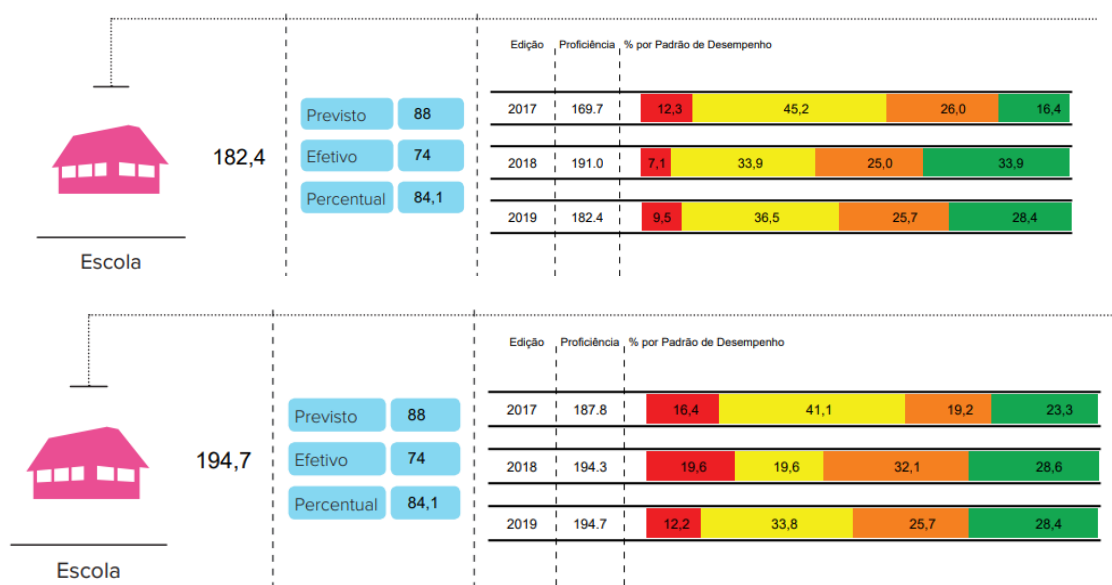 Edição Proficiência % por Padrão de Desempenho
Previsto 88
2017 169.7 12,3 45,2 26,0 16,4
182,4
Efetivo 74
2018 191.0 7,1 33,9 25,0 33,9
Percentual 84,1
2019 182.4 9,5 36,5 25,7 28,4
Escola
Edição Proficiência % por Padrão de Desempenho
Previsto 88
2017 187.8 16,4 41,1 19,2 23,3
194,7
Efetivo 74
2018 194.3 19,6 19,6 32,1 28,6
Percentual 84,1
2019 194.7 12,2 33,8 25,7 28,4
Escola